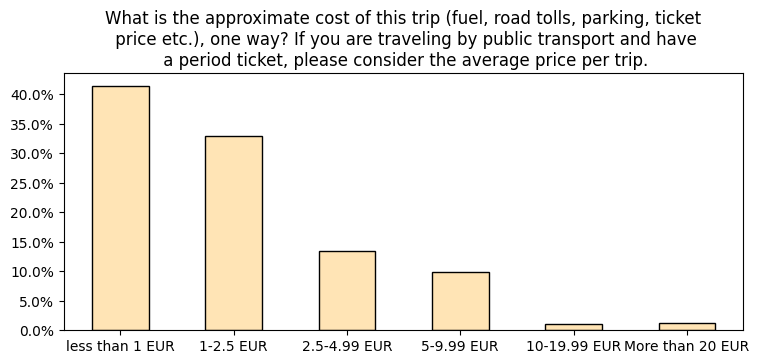 What is the approximate cost of this trip (fuel, road tolls, parking, ticket
price etc.), one way? If you are traveling by public transport and have
a period ticket, please consider the average price per trip.
40.0%
35.0%
30.0%
25.0%
20.0%
15.0%
10.0%
5.0%
0.0%
less than 1 EUR 1-2.5 EUR 2.5-4.99 EUR 5-9.99 EUR 10-19.99 EUR More than 20 EUR